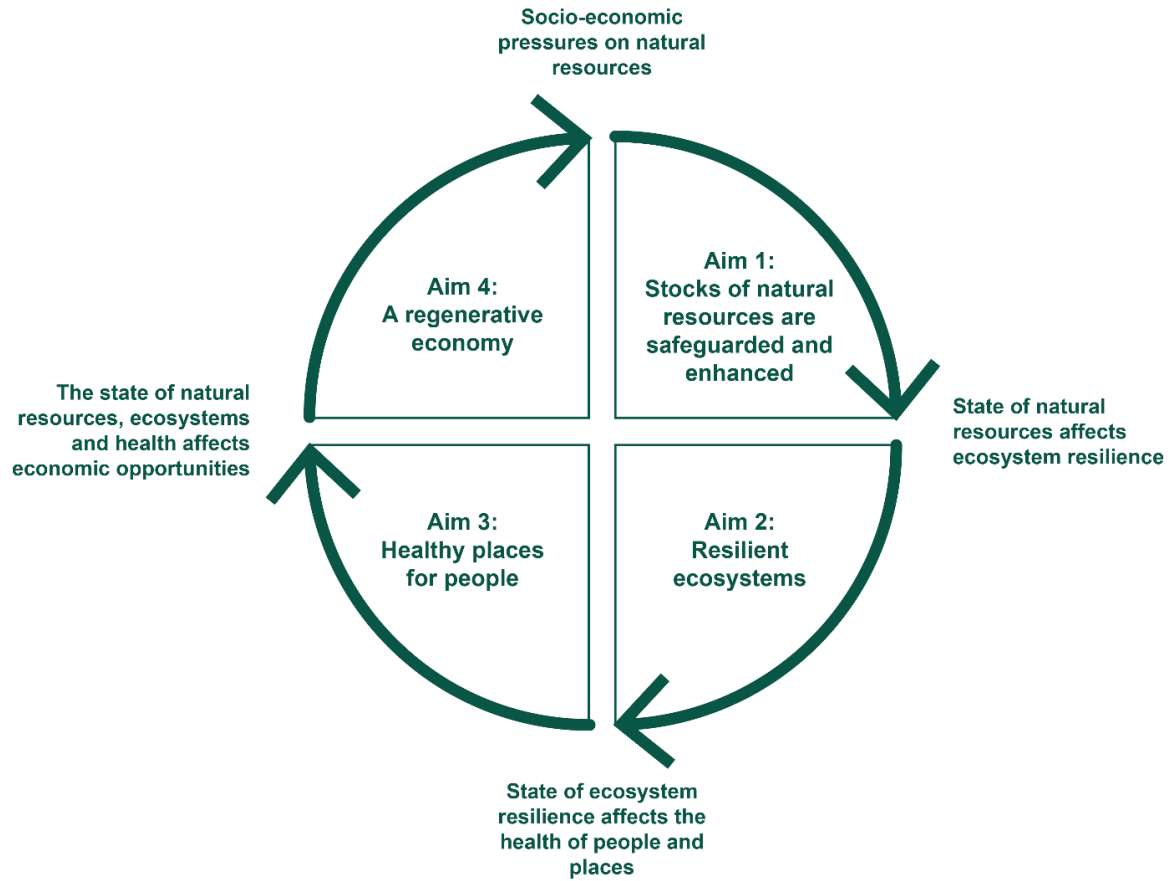 Socio-economic
pressures on natural
resources
Aim 1:
Stocks of natural
resources are
safeguarded and
enhanced
State of natural
resources affects
ecosystem resilience
Aim 2:
Resilient
ecosystems
State of ecosystem
resilience affects the
health of people and
places
Aim 3:
Healthy places
for people
The state of natural
resources, ecosystems
and health affects
economic opportunities
Aim 4:
A regenerative
economy